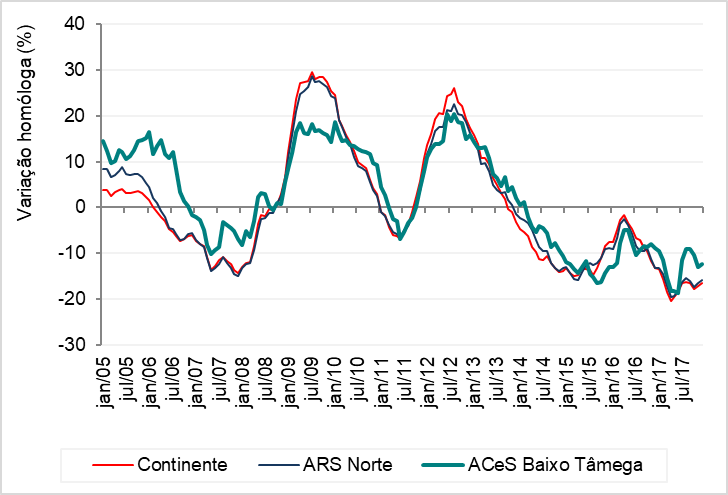 Variação homóloga (%)
40
30
20
10
0
-10
-20
-30
jan/05
jul/05
jan/06
jul/06
jan/07
jul/07
jan/08
jul/08
jan/09
jul/09
jan/10
jul/10
jan/11
jul/11
jan/12
jul/12
jan/13
jul/13
jan/14
jul/14
jan/15
jul/15
jan/16
jul/16
jan/17
jul/17
Continente
ARS Norte
ACeS Baixo Tâmega